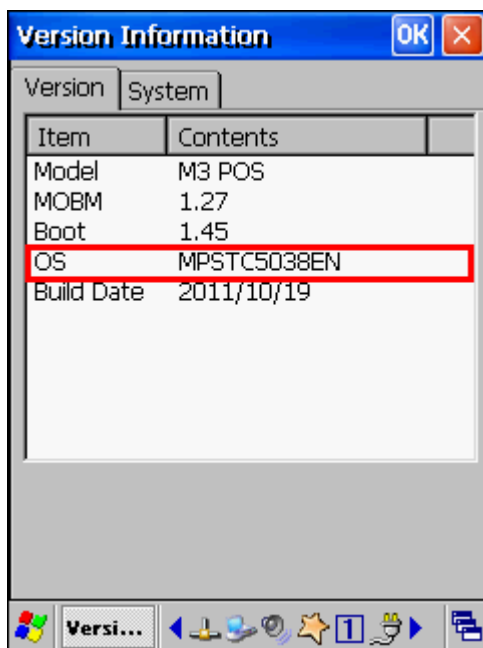 Version Information OK
Version System
Item Contents
Model M3 POS
MOBM 1.27
Boot 1.45
OS MPSTC5038EN
Build Date 2011/10/19
Versi... 1